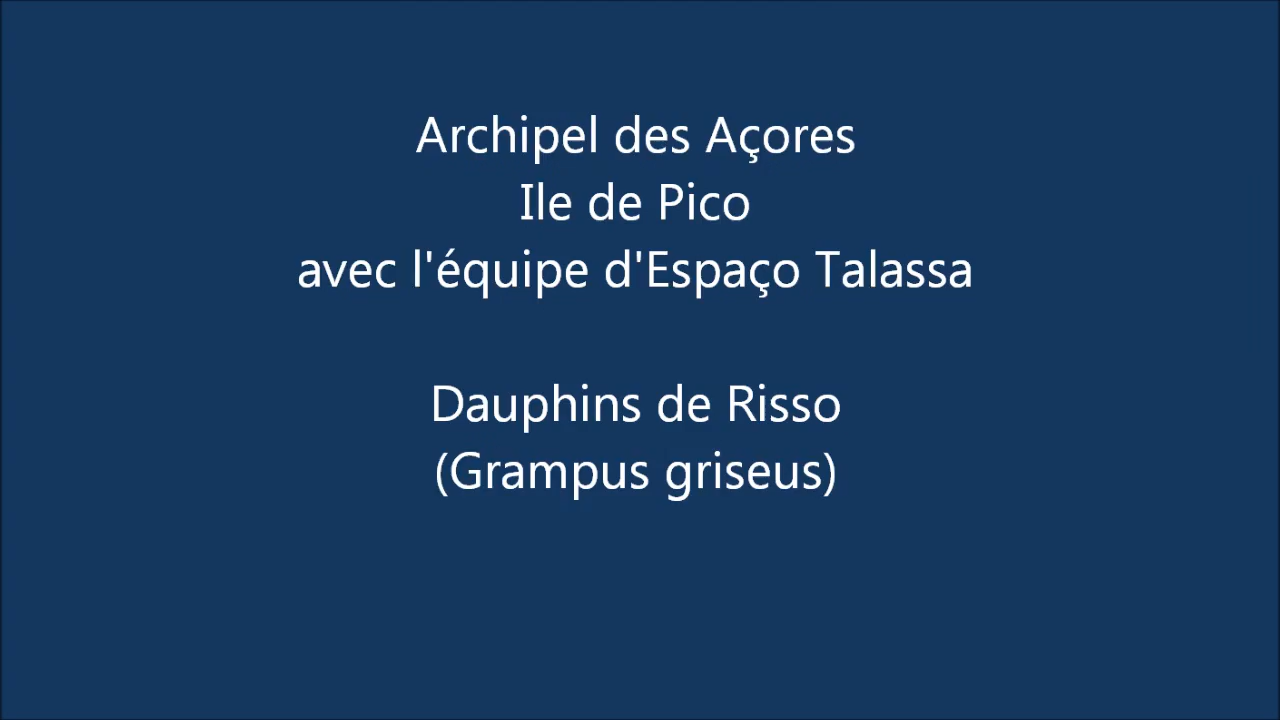 Archipel des Açores
Ile de Pico
avec l'équipe d'Espaço Talassa
Dauphins de Risso
(Grampus griseus)